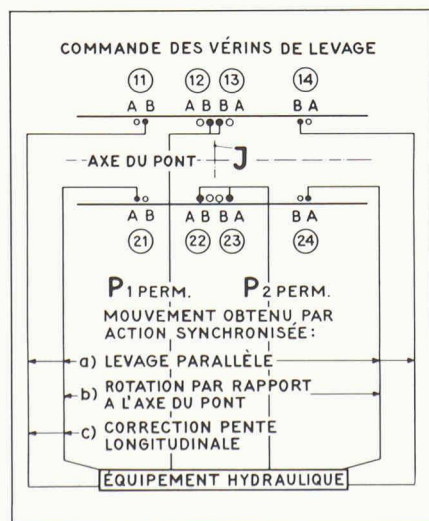 COMMANDE DES VÉRINS DE LEVAGE
11 12 13 14
A B A B B A B A
AXE DU PONT J
A B A B B A B A
21 22 23 24
P1 PERM. P2 PERM.
MOUVEMENT OBTENU PAR
ACTION SYNCHRONISÉE:
a) LEVAGE PARALLÈLE
b) ROTATION PAR RAPPORT
A L'AXE DU PONT
c) CORRECTION PENTE
LONGITUDINALE
ÉQUIPEMENT HYDRAULIQUE